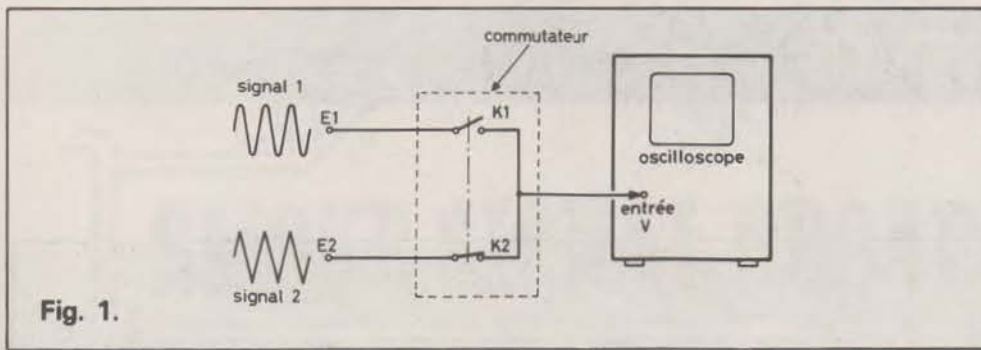 commutateur
signal 1
E1
K1
oscilloscope
entrée
V
E2
K2
signal 2
Fig. 1.